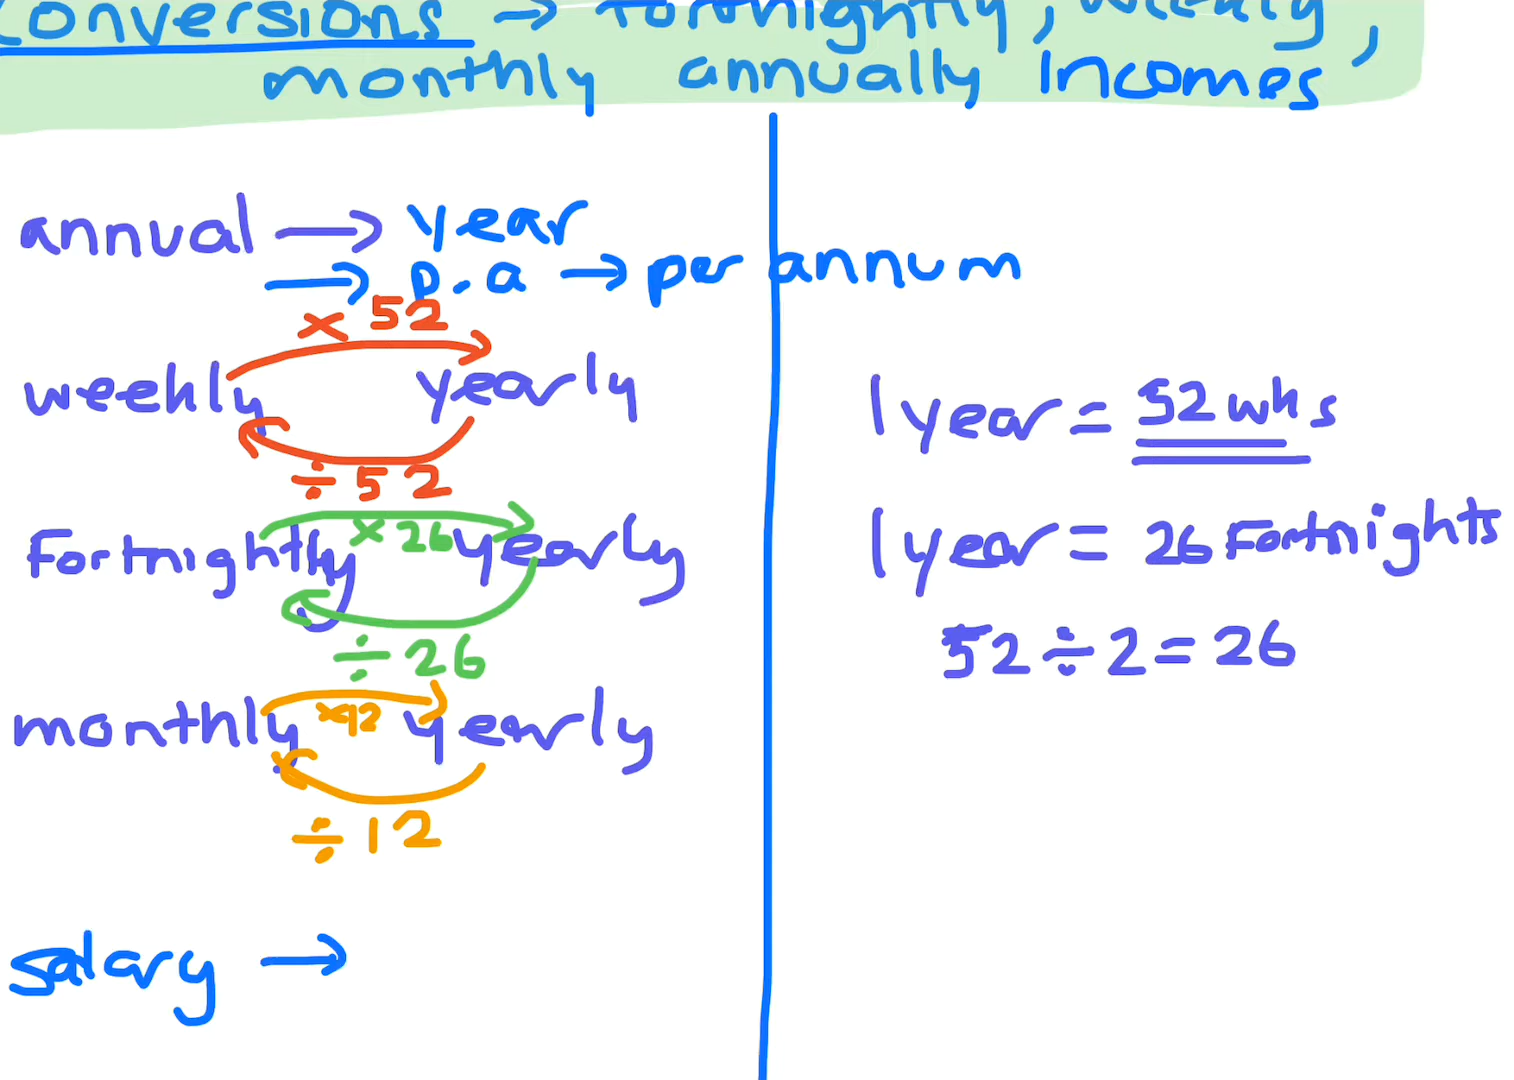 conversions → fortnightly, weekly,
monthly annually Incomes
annual → year
→ p.a → per annum
× 52
weekly yearly
÷ 52
× 26
Fortnightly yearly
÷ 26
×12
monthly yearly
÷ 12
salary →
1 year = 52 wks
1 year = 26 Fortnights
52 ÷ 2 = 26